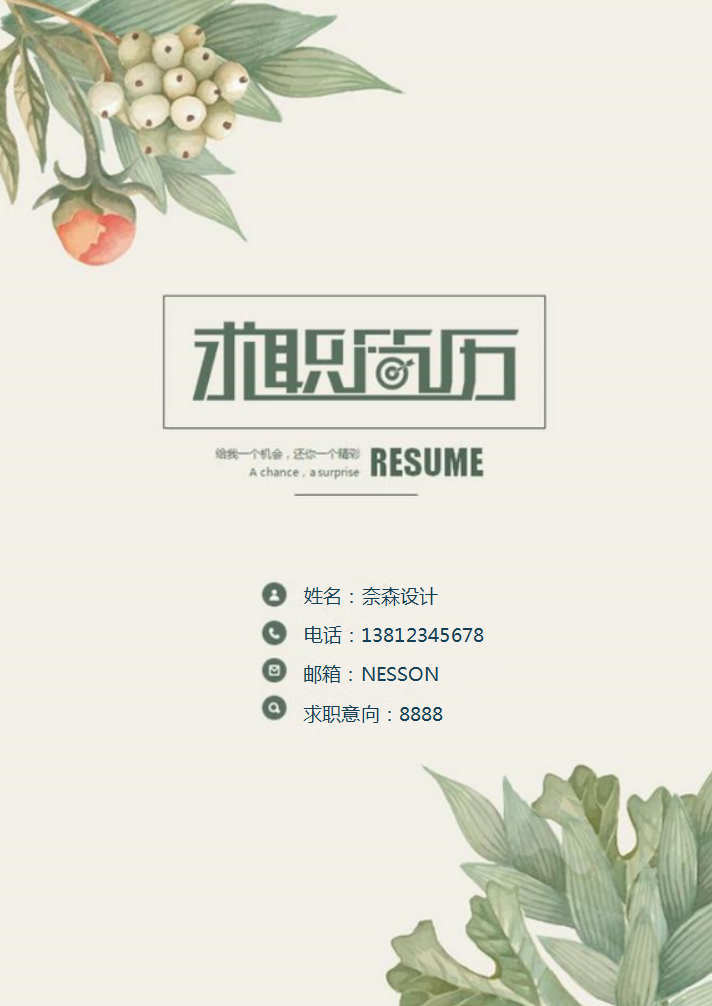 求职简历
给我一个机会，还你一个精彩
A chance，a surprise
RESUME
姓名：奈森设计
电话：13812345678
邮箱：NESSON
求职意向：8888